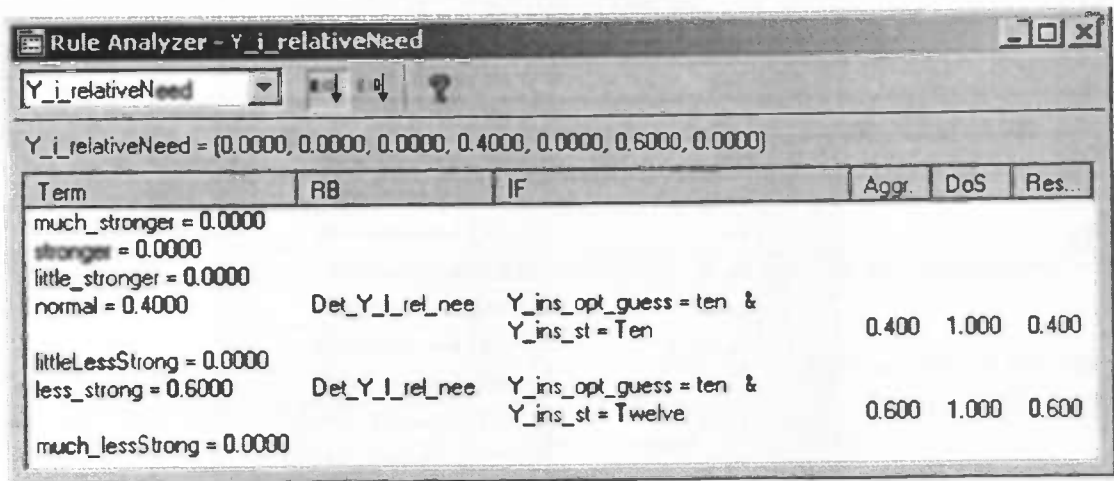 Rule Analyzer - Y_i_relativeNeed
Y_i_relativeNeed
Y_i_relativeNeed = {0.0000, 0.0000, 0.0000, 0.4000, 0.0000, 0.6000, 0.0000}
Term RB IF Aggr. DoS Res...
much_stronger = 0.0000
stronger = 0.0000
little_stronger = 0.0000
normal = 0.4000 Det_Y_I_rel_nee Y_ins_opt_guess = ten &
Y_ins_st = Ten 0.400 1.000 0.400
littleLessStrong = 0.0000
less_strong = 0.6000 Det_Y_I_rel_nee Y_ins_opt_guess = ten &
Y_ins_st = Twelve 0.600 1.000 0.600
much_lessStrong = 0.0000